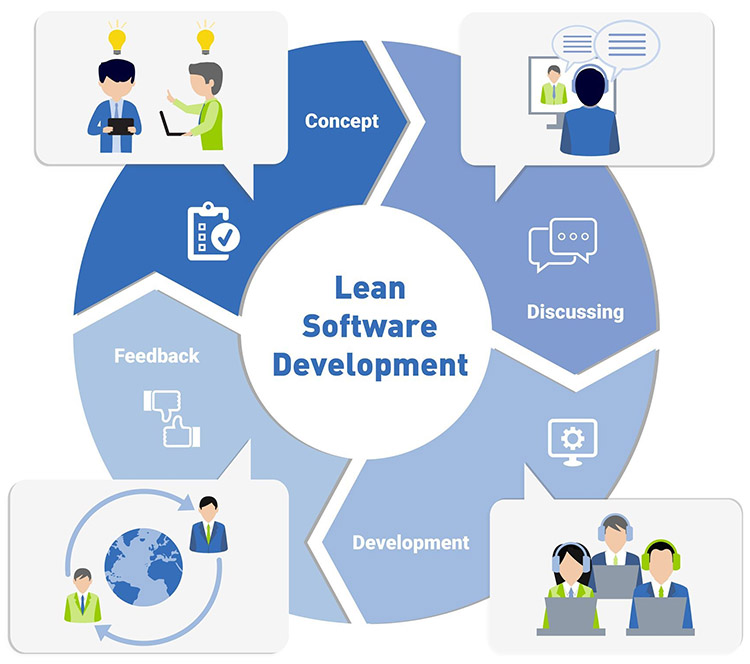 Concept
Discussing
Lean
Software
Development
Feedback
Development